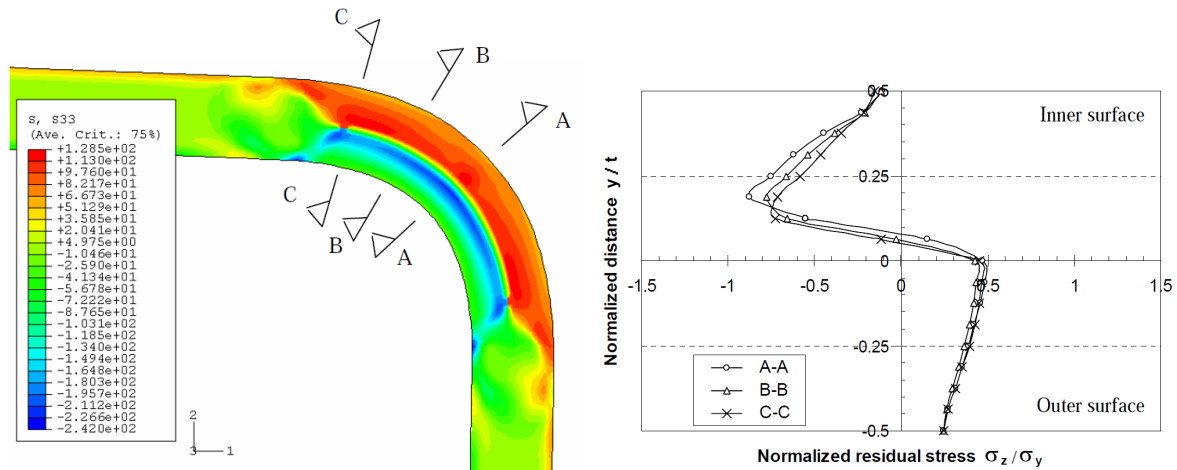 C
B
A
S, S33
(Ave. Crit.: 75%)
+1.285e+02
+1.130e+02
+9.760e+01
+8.217e+01
+6.673e+01
+5.129e+01
+3.585e+01
+2.041e+01
+4.975e+00
-1.046e+01
-2.590e+01
-4.134e+01
-5.678e+01
-7.222e+01
-8.765e+01
-1.031e+02
-1.185e+02
-1.340e+02
-1.494e+02
-1.648e+02
-1.803e+02
-1.957e+02
-2.112e+02
-2.266e+02
-2.420e+02
C
B
A
2
3
1
Normalized distance y / t
0.5
0.25
0
-0.25
-0.5
-1.5
-1
-0.5
0
0.5
1
1.5
Inner surface
Outer surface
A-A
B-B
C-C
Normalized residual stress σz/σy